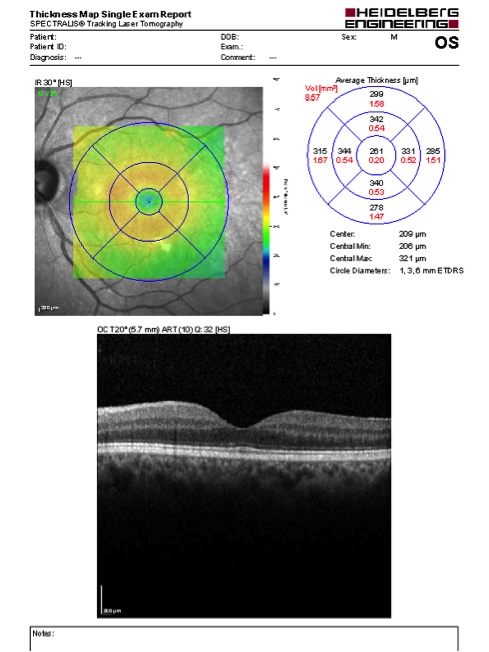 Thickness Map Single Exam Report
SPECTRALIS® Tracking Laser Tomography
HEIDELBERG
ENGINEERING
Patient: DOB: Sex: M
Patient ID: Exam.:
Diagnosis: --- Comment: ---
OS
IR 30° [HS]
Average Thickness [µm]
Vol [mm³]
8.57
299
1.58
342
0.54
315 344 261 331 285
1.67 0.54 0.20 0.52 1.51
340
0.53
278
1.47
Center: 209 µm
Central Min: 206 µm
Central Max: 321 µm
Circle Diameters: 1, 3, 6 mm ETDRS
200 µm
OCT 20° (5.7 mm) ART (10) Q: 32 [HS]
200 µm
Notes: